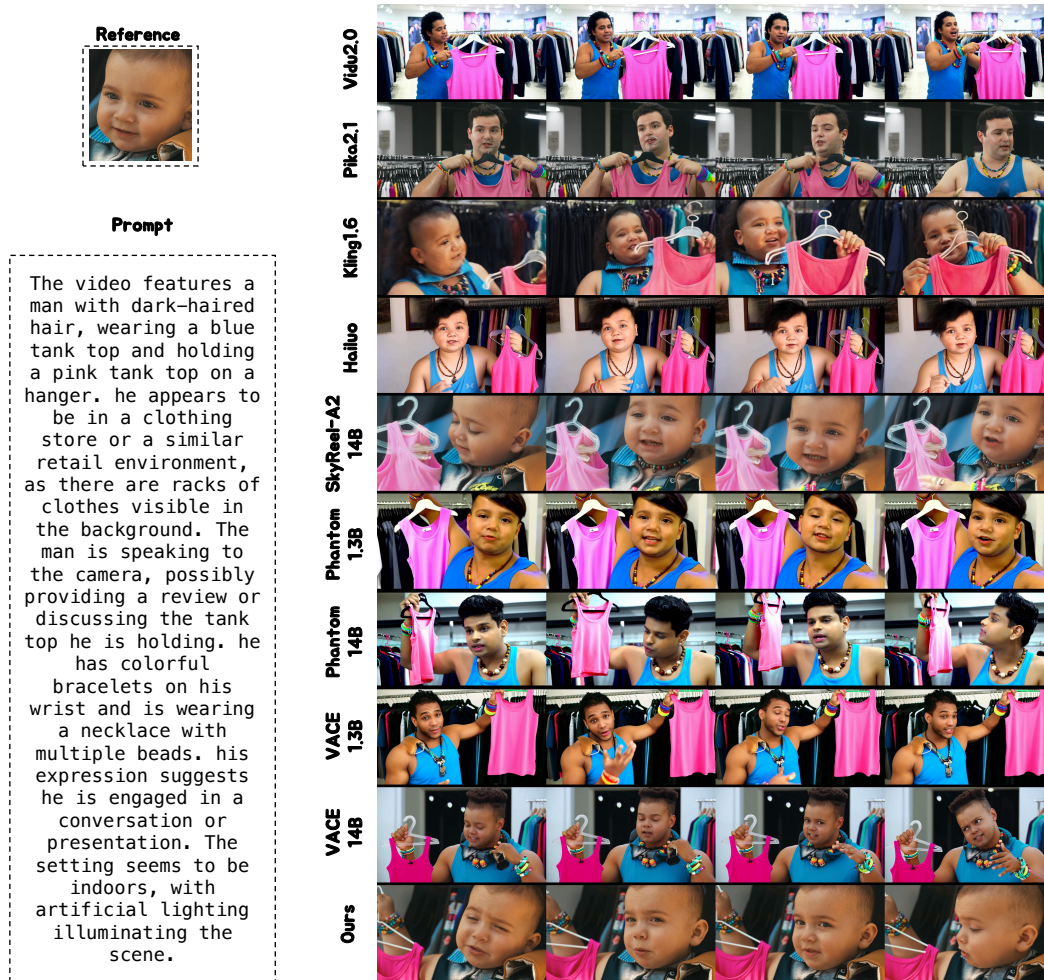 Reference
Prompt
The video features a
man with dark-haired
hair, wearing a blue
tank top and holding
a pink tank top on a
hanger. he appears to
be in a clothing
store or a similar
retail environment,
as there are racks of
clothes visible in
the background. The
man is speaking to
the camera, possibly
providing a review or
discussing the tank
top he is holding. he
has colorful
bracelets on his
wrist and is wearing
a necklace with
multiple beads. his
expression suggests
he is engaged in a
conversation or
presentation. The
setting seems to be
indoors, with
artificial lighting
illuminating the
scene.
Vidu2.0
Pika2.1
Kling1.6
Hailuo
SkyReel-A2
14B
Phantom
1.3B
Phantom
14B
VACE
1.3B
VACE
14B
Ours